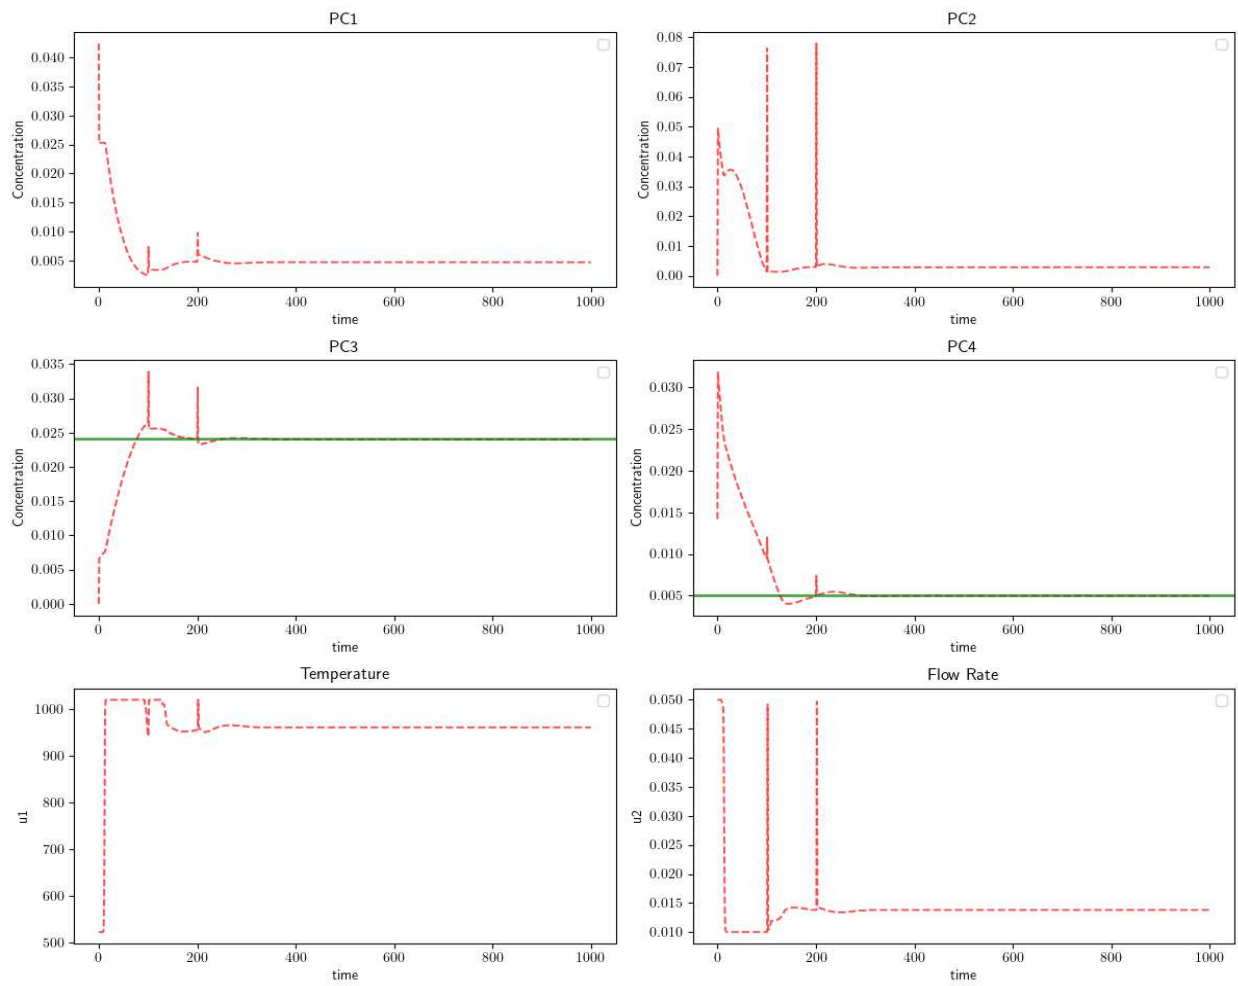 PC1
0.040
0.035
0.030
0.025
0.020
0.015
0.010
0.005
Concentration
0 200 400 600 800 1000
time
PC2
0.08
0.07
0.06
0.05
0.04
0.03
0.02
0.01
0.00
Concentration
0 200 400 600 800 1000
time
PC3
0.035
0.030
0.025
0.020
0.015
0.010
0.005
0.000
Concentration
0 200 400 600 800 1000
time
PC4
0.030
0.025
0.020
0.015
0.010
0.005
Concentration
0 200 400 600 800 1000
time
Temperature
1000
900
800
700
600
500
u1
0 200 400 600 800 1000
time
Flow Rate
0.050
0.045
0.040
0.035
0.030
0.025
0.020
0.015
0.010
u2
0 200 400 600 800 1000
time